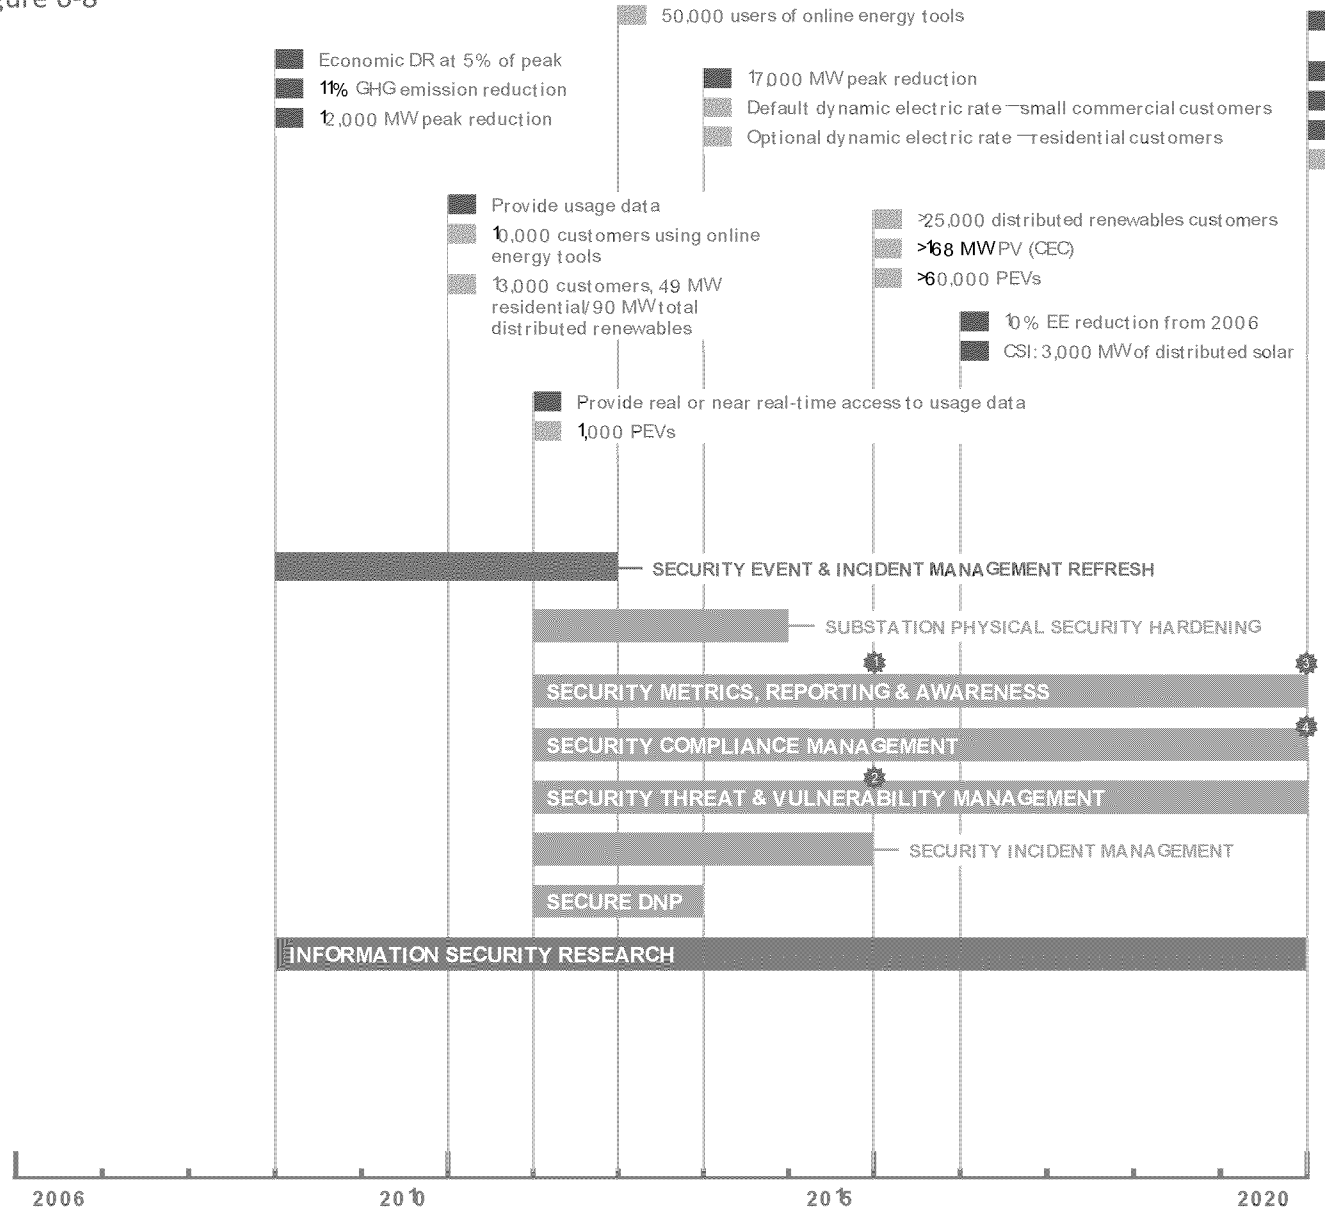 gure 6-8
50,000 users of online energy tools
Economic DR at 5% of peak
11% GHG emission reduction
12,000 MW peak reduction
17,000 MW peak reduction
Default dynamic electric rate—small commercial customers
Optional dynamic electric rate—residential customers
Provide usage data
10,000 customers using online
energy tools
13,000 customers, 49 MW
residential/90 MW total
distributed renewables
>25,000 distributed renewables customers
>168 MW PV (CEC)
>60,000 PEVs
10% EE reduction from 2006
CSI: 3,000 MW of distributed solar
Provide real or near real-time access to usage data
1,000 PEVs
SECURITY EVENT & INCIDENT MANAGEMENT REFRESH
SUBSTATION PHYSICAL SECURITY HARDENING
1
3
SECURITY METRICS, REPORTING & AWARENESS
4
SECURITY COMPLIANCE MANAGEMENT
2
SECURITY THREAT & VULNERABILITY MANAGEMENT
SECURITY INCIDENT MANAGEMENT
SECURE DNP
INFORMATION SECURITY RESEARCH
2006 2010 2015 2020